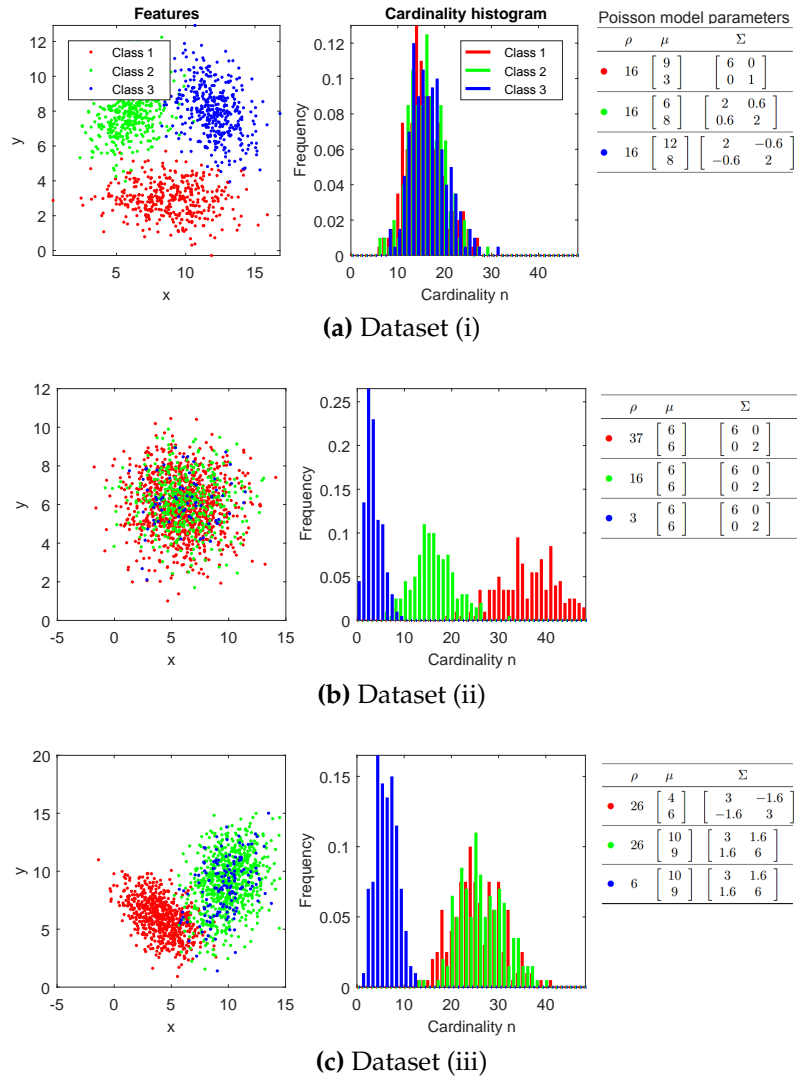 Features
Class 1
Class 2
Class 3
y
12
10
8
6
4
2
0
5 10 15
x
Cardinality histogram
Class 1
Class 2
Class 3
Frequency
0.12
0.1
0.08
0.06
0.04
0.02
0
0 10 20 30 40
Cardinality n
Poisson model parameters
ρ μ Σ
16 [ 9 3 ] [ 6 0 0 1 ]
16 [ 6 8 ] [ 2 0.6 0.6 2 ]
16 [ 12 8 ] [ 2 −0.6 −0.6 2 ]
(a) Dataset (i)
y
12
10
8
6
4
2
0
-5 0 5 10 15
x
Frequency
0.25
0.2
0.15
0.1
0.05
0
0 10 20 30 40
Cardinality n
ρ μ Σ
37 [ 6 6 ] [ 6 0 0 2 ]
16 [ 6 6 ] [ 6 0 0 2 ]
3 [ 6 6 ] [ 6 0 0 2 ]
(b) Dataset (ii)
y
20
15
10
5
0
-5 0 5 10 15
x
Frequency
0.15
0.1
0.05
0
0 10 20 30 40
Cardinality n
ρ μ Σ
26 [ 4 6 ] [ 3 −1.6 −1.6 3 ]
26 [ 10 9 ] [ 3 1.6 1.6 6 ]
6 [ 10 9 ] [ 3 1.6 1.6 6 ]
(c) Dataset (iii)